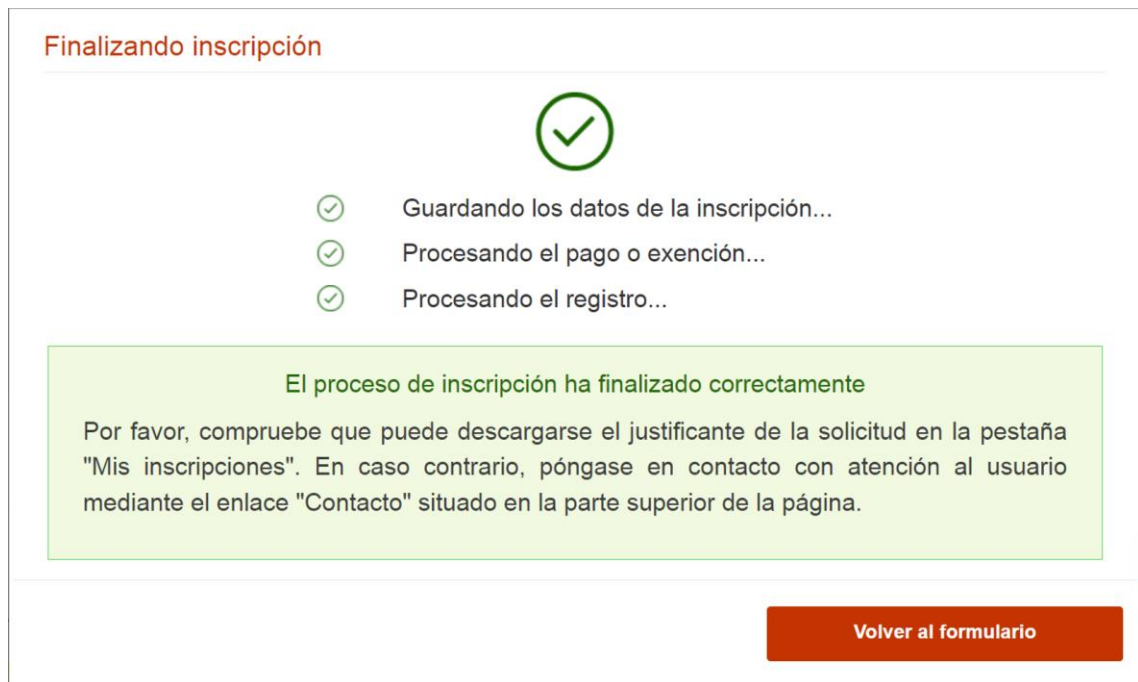 Finalizando inscripción
Guardando los datos de la inscripción...
Procesando el pago o exención...
Procesando el registro...
El proceso de inscripción ha finalizado correctamente
Por favor, compruebe que puede descargarse el justificante de la solicitud en la pestaña
"Mis inscripciones". En caso contrario, póngase en contacto con atención al usuario
mediante el enlace "Contacto" situado en la parte superior de la página.
Volver al formulario